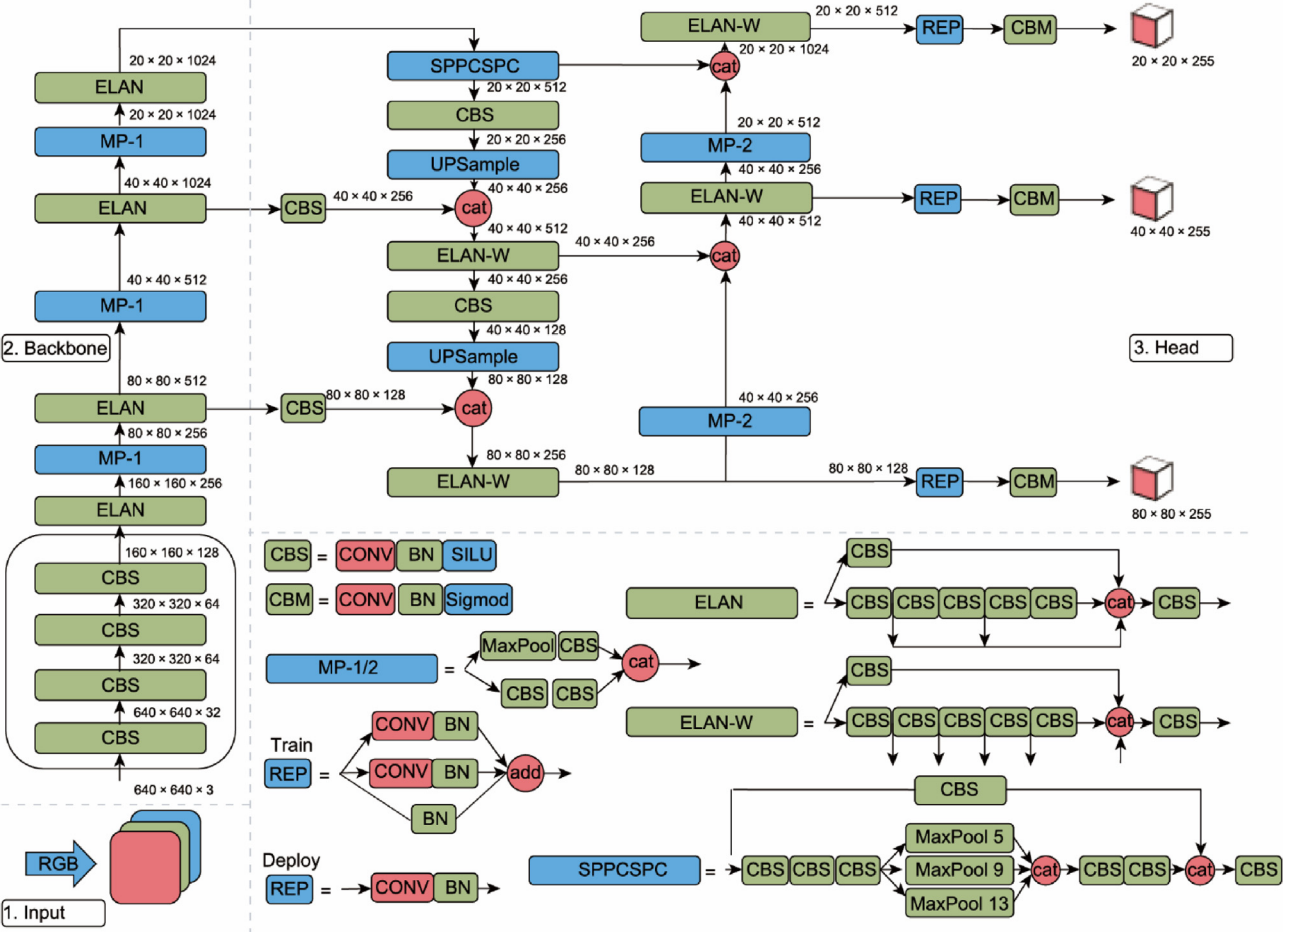 20 × 20 × 1024
ELAN
20 × 20 × 1024
MP-1
40 × 40 × 1024
ELAN
CBS
40 × 40 × 256
40 × 40 × 512
MP-1
2. Backbone
80 × 80 × 512
ELAN
CBS
80 × 80 × 128
80 × 80 × 256
MP-1
160 × 160 × 256
ELAN
160 × 160 × 128
CBS
320 × 320 × 64
CBS
320 × 320 × 64
CBS
640 × 640 × 32
CBS
640 × 640 × 3
RGB
1. Input
SPPCSPC
20 × 20 × 512
CBS
20 × 20 × 256
UPSample
40 × 40 × 256
cat
40 × 40 × 512
ELAN-W
40 × 40 × 256
40 × 40 × 256
CBS
40 × 40 × 128
UPSample
80 × 80 × 128
cat
80 × 80 × 256
ELAN-W
80 × 80 × 128
ELAN-W
20 × 20 × 512
REP
CBM
20 × 20 × 255
20 × 20 × 1024
cat
20 × 20 × 512
MP-2
40 × 40 × 256
ELAN-W
REP
CBM
40 × 40 × 255
40 × 40 × 512
cat
3. Head
40 × 40 × 256
MP-2
80 × 80 × 128
REP
CBM
80 × 80 × 255
CBS = CONV BN SILU
CBM = CONV BN Sigmod
MP-1/2 = MaxPool CBS
cat
CBS CBS
Train
REP =
CONV BN
CONV BN
add
BN
Deploy
REP = CONV BN
CBS
ELAN = CBS CBS CBS CBS CBS cat CBS
CBS
ELAN-W = CBS CBS CBS CBS CBS cat CBS
CBS
SPPCSPC = CBS CBS CBS
MaxPool 5
MaxPool 9
MaxPool 13
cat CBS CBS cat CBS